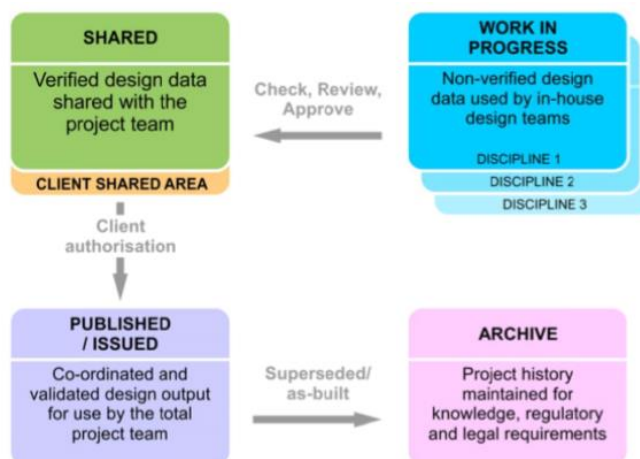 SHARED
Verified design data
shared with the
project team
CLIENT SHARED AREA
Check, Review,
Approve
WORK IN
PROGRESS
Non-verified design
data used by in-house
design teams
DISCIPLINE 1
DISCIPLINE 2
DISCIPLINE 3
Client
authorisation
PUBLISHED
/ ISSUED
Co-ordinated and
validated design output
for use by the total
project team
Superseded/
as-built
ARCHIVE
Project history
maintained for
knowledge, regulatory
and legal requirements